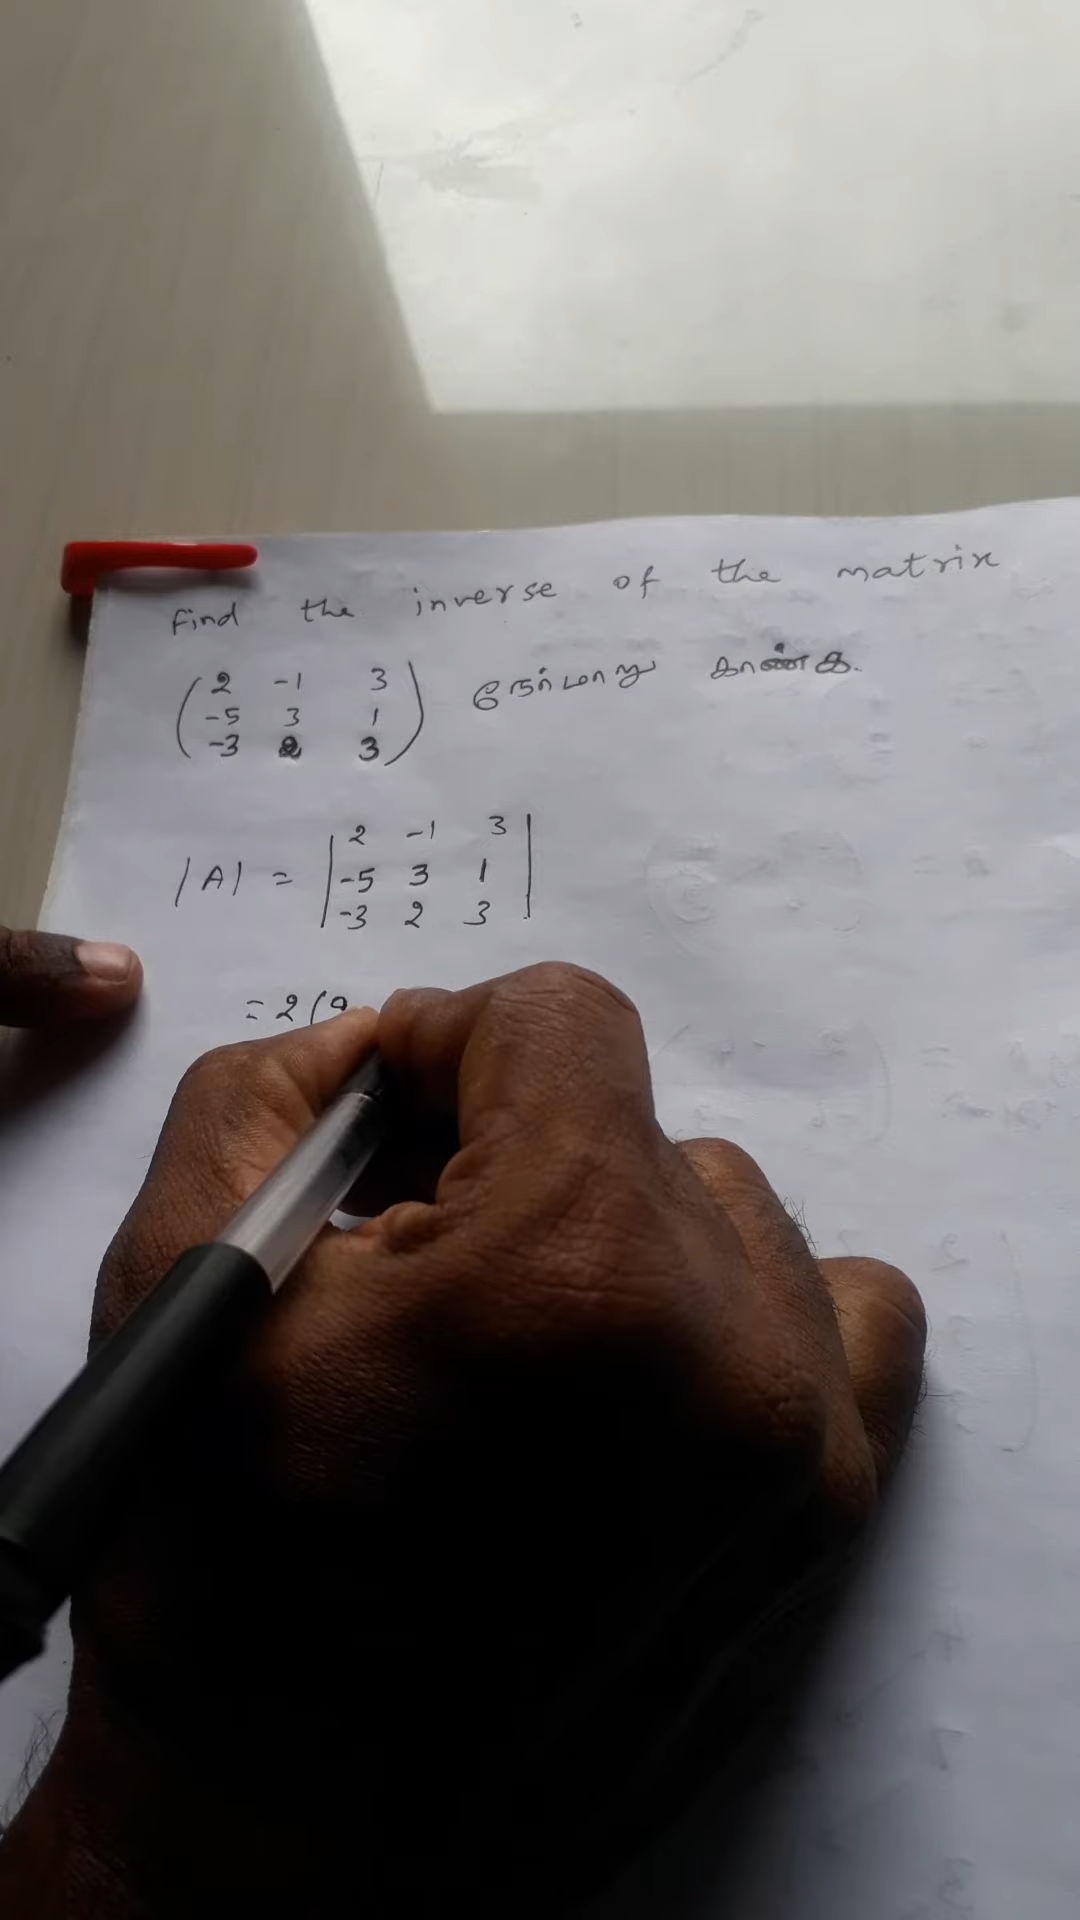 Find the inverse of the matrix
2 -1 3 நேர்மாறு காண்க.
-5 3 1
-3 2 3
2 -1 3
|A| = -5 3 1
-3 2 3
= 2 (9